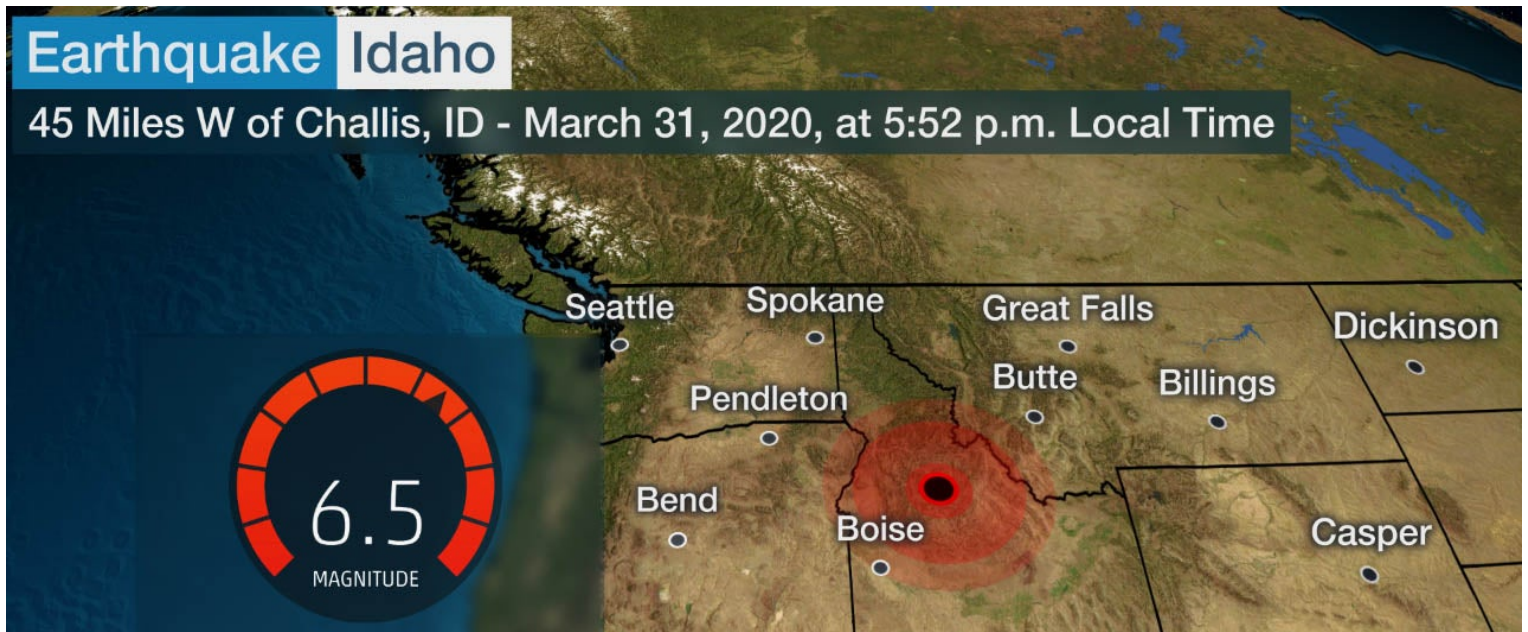 Earthquake Idaho
45 Miles W of Challis, ID - March 31, 2020, at 5:52 p.m. Local Time
Seattle
Spokane
Great Falls
Dickinson
Butte
Billings
Pendleton
Bend
Boise
Casper
6.5
MAGNITUDE